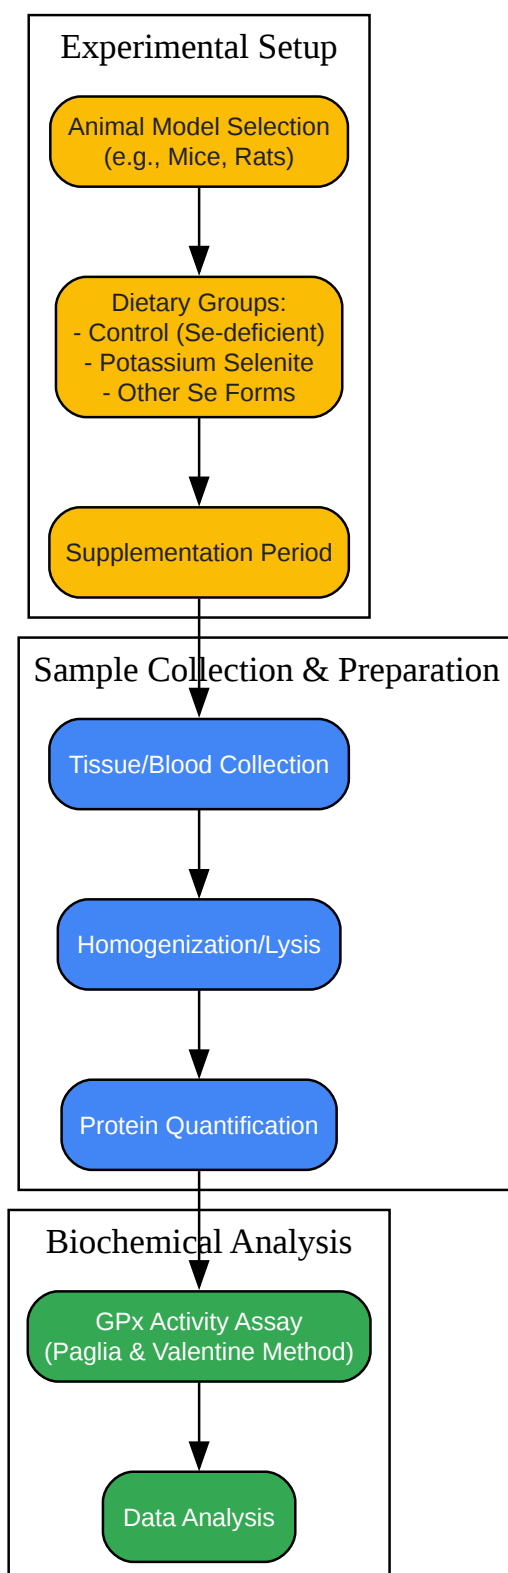 Experimental Setup
Animal Model Selection
(e.g., Mice, Rats)
Dietary Groups:
- Control (Se-deficient)
- Potassium Selenite
- Other Se Forms
Supplementation Period
Sample Collection & Preparation
Tissue/Blood Collection
Homogenization/Lysis
Protein Quantification
Biochemical Analysis
GPx Activity Assay
(Paglia & Valentine Method)
Data Analysis